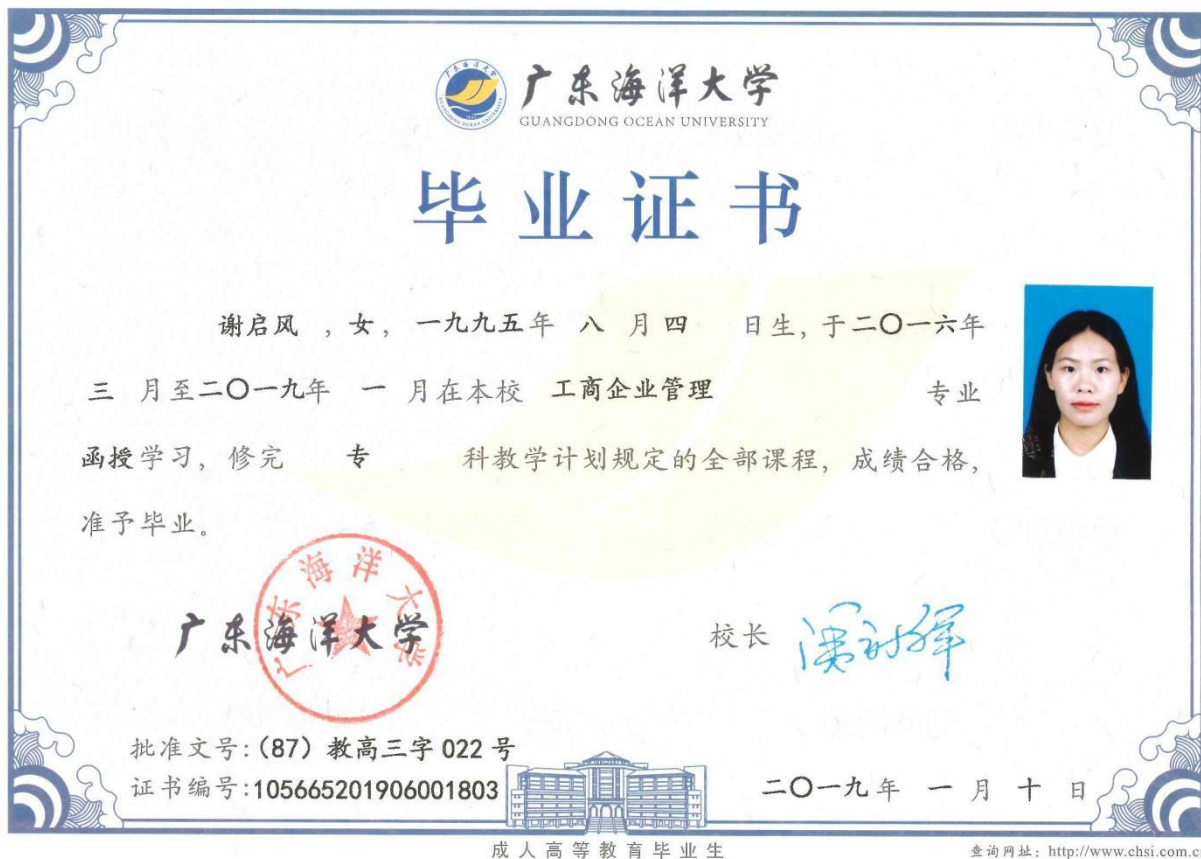 广东海洋大学
GUANGDONG OCEAN UNIVERSITY
毕业证书
谢启风 ，女，一九九五年 八 月四 日生，于二〇一六年
三 月至二〇一九年 一 月在本校 工商企业管理 专业
函授学习，修完 专 科教学计划规定的全部课程，成绩合格，
准予毕业。
广东海洋大学
广东海洋大学
校长
批准文号：（87）教高三字 022 号
证书编号：105665201906001803
二〇一九年 一 月 十 日
成人高等教育毕业生
查询网址：http://www.chsi.com.c